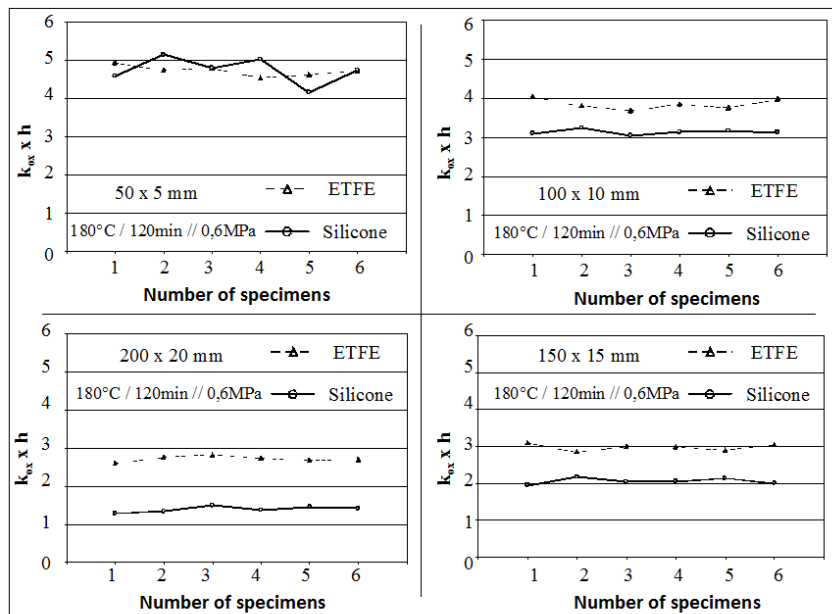 6
5
4
3
2
1
0
k_ox x h
50 x 5 mm
ETFE
180°C / 120min // 0,6MPa
Silicone
1 2 3 4 5 6
Number of specimens
6
5
4
3
2
1
0
k_ox x h
100 x 10 mm
ETFE
180°C / 120min // 0,6MPa
Silicone
1 2 3 4 5 6
Number of specimens
6
5
4
3
2
1
0
k_ox x h
200 x 20 mm
ETFE
180°C / 120min // 0,6MPa
Silicone
1 2 3 4 5 6
Number of specimens
6
5
4
3
2
1
0
k_ox x h
150 x 15 mm
ETFE
180°C / 120min // 0,6MPa
Silicone
1 2 3 4 5 6
Number of specimens